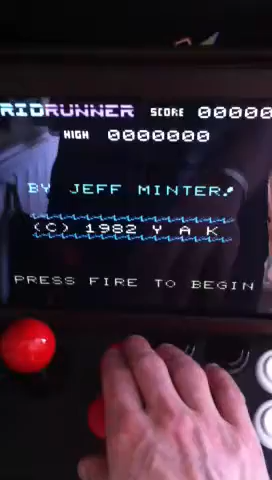 RIDRUNNER SCORE 00000
HIGH 0000000
BY JEFF MINTER.
(C) 1982 Y A K
PRESS FIRE TO BEGIN